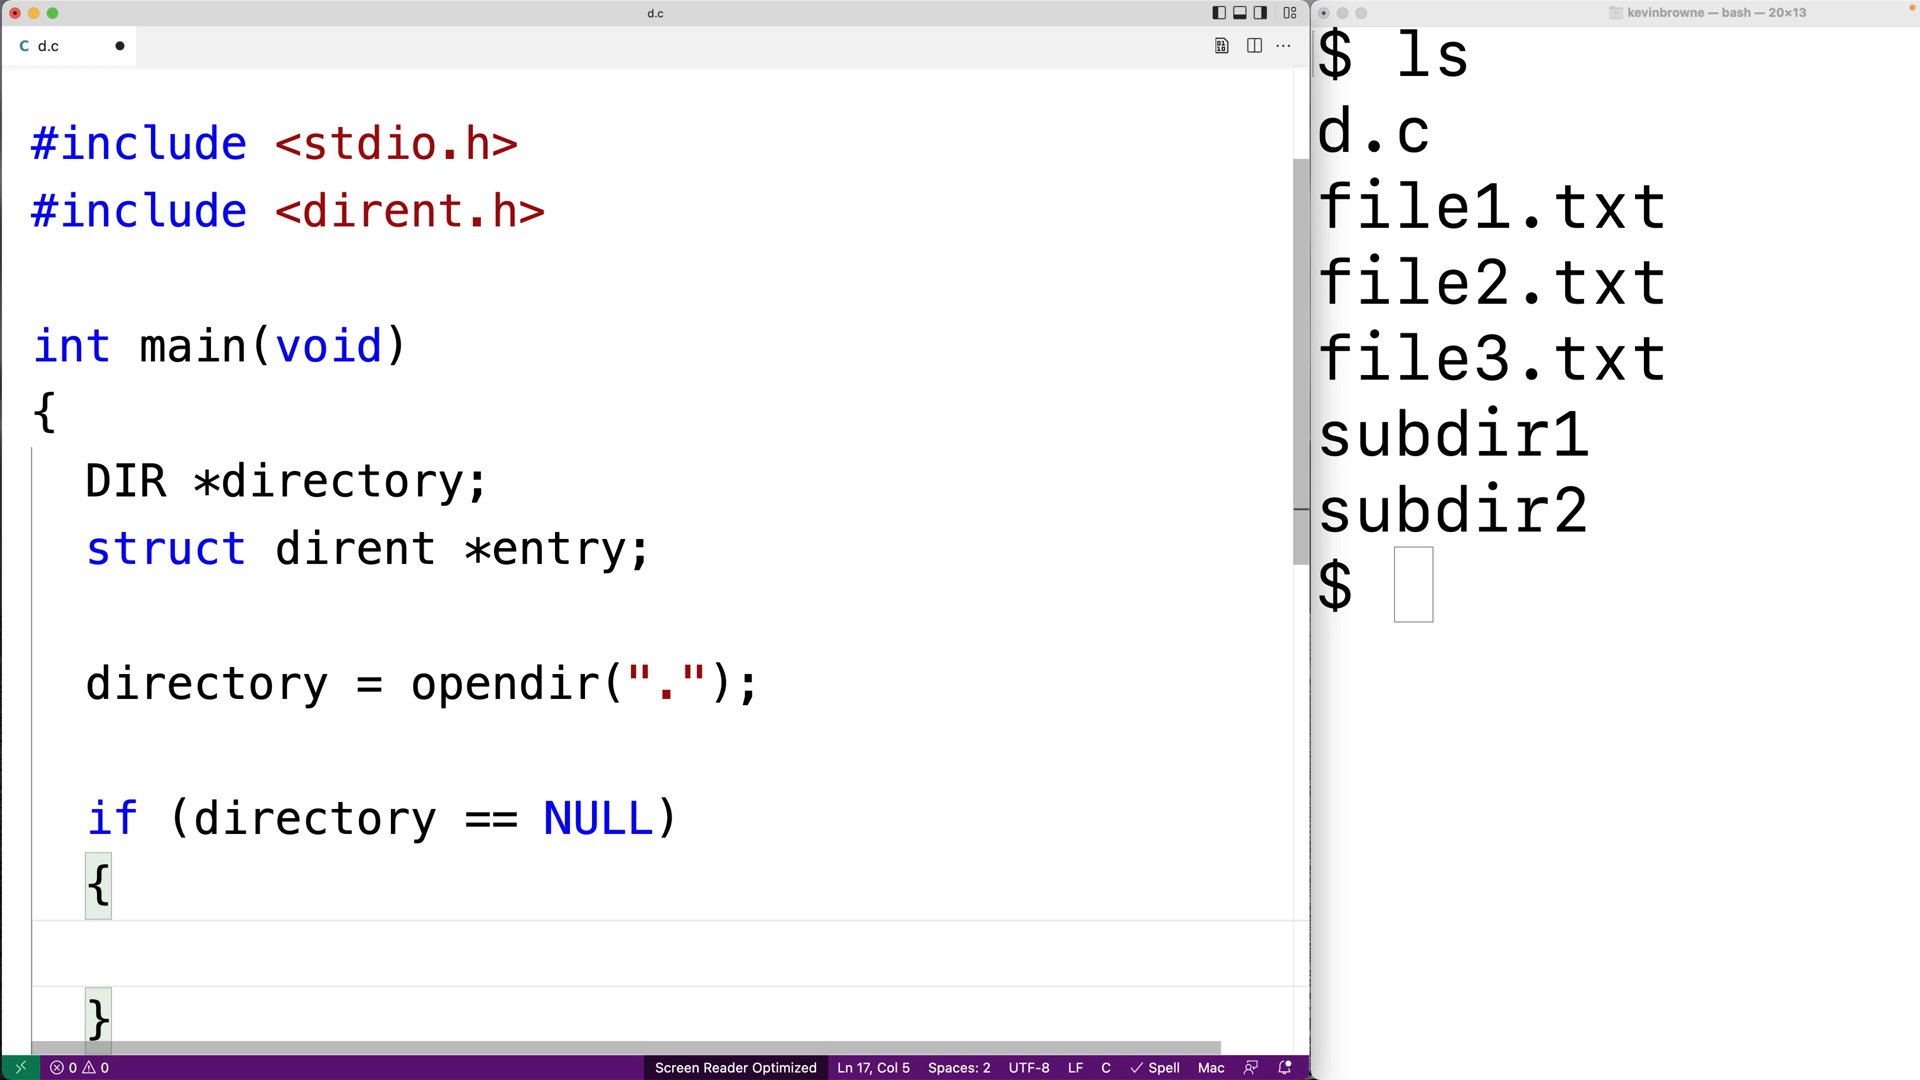 d.c
C d.c
#include <stdio.h>
#include <dirent.h>
int main(void)
{
DIR *directory;
struct dirent *entry;
directory = opendir(".");
if (directory == NULL)
{
}
0 0
Screen Reader Optimized Ln 17, Col 5 Spaces: 2 UTF-8 LF C Spell Mac
kevinbrowne — bash — 20×13
$ ls
d.c
file1.txt
file2.txt
file3.txt
subdir1
subdir2
$